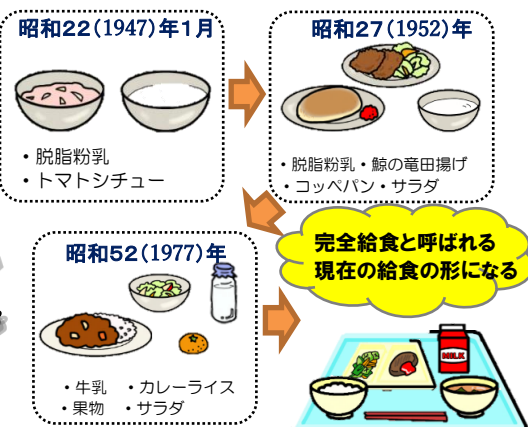 昭和22(1947)年1月
・脱脂粉乳
・トマトシチュー
昭和27(1952)年
・脱脂粉乳・鯨の竜田揚げ
・コッペパン・サラダ
昭和52(1977)年
・牛乳　・カレーライス
・果物　・サラダ
完全給食と呼ばれる
現在の給食の形になる
MILK